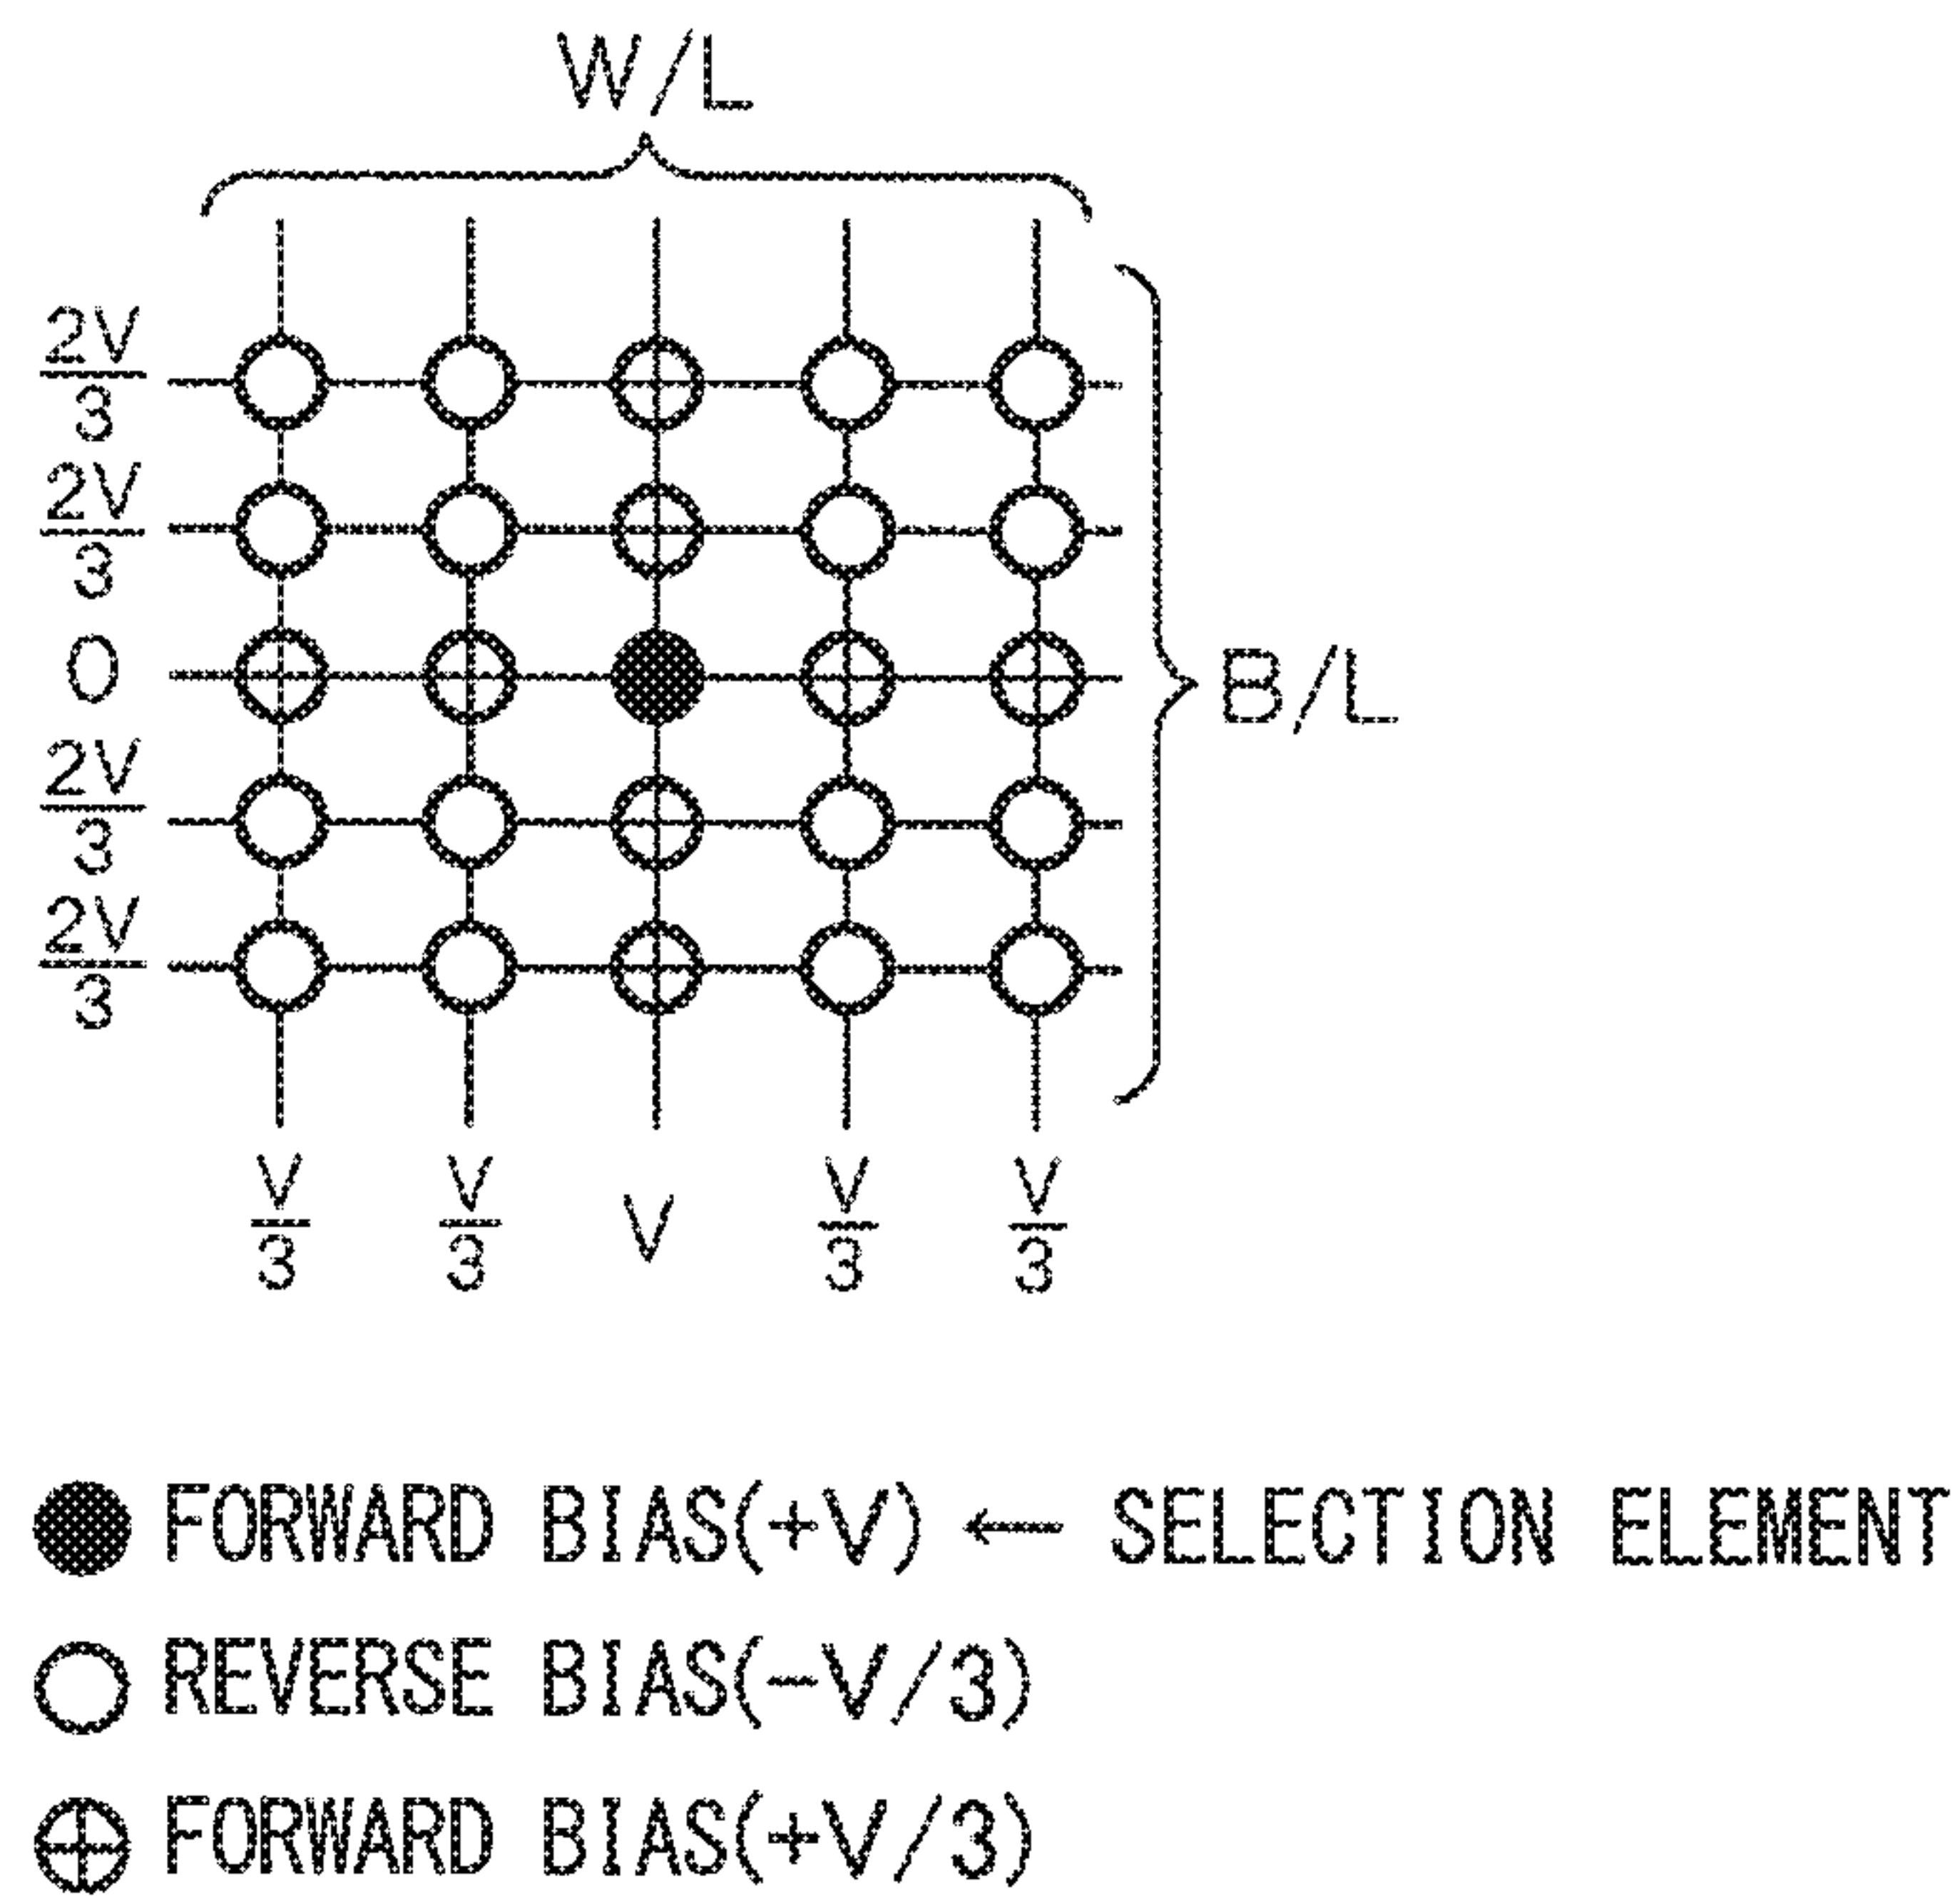 W/L
2V
3
2V
3
0
2V
3
2V
3
B/L
V
3
V
3
V
V
3
V
3
FORWARD BIAS(+V) ← SELECTION ELEMENT
REVERSE BIAS(-V/3)
FORWARD BIAS(+V/3)